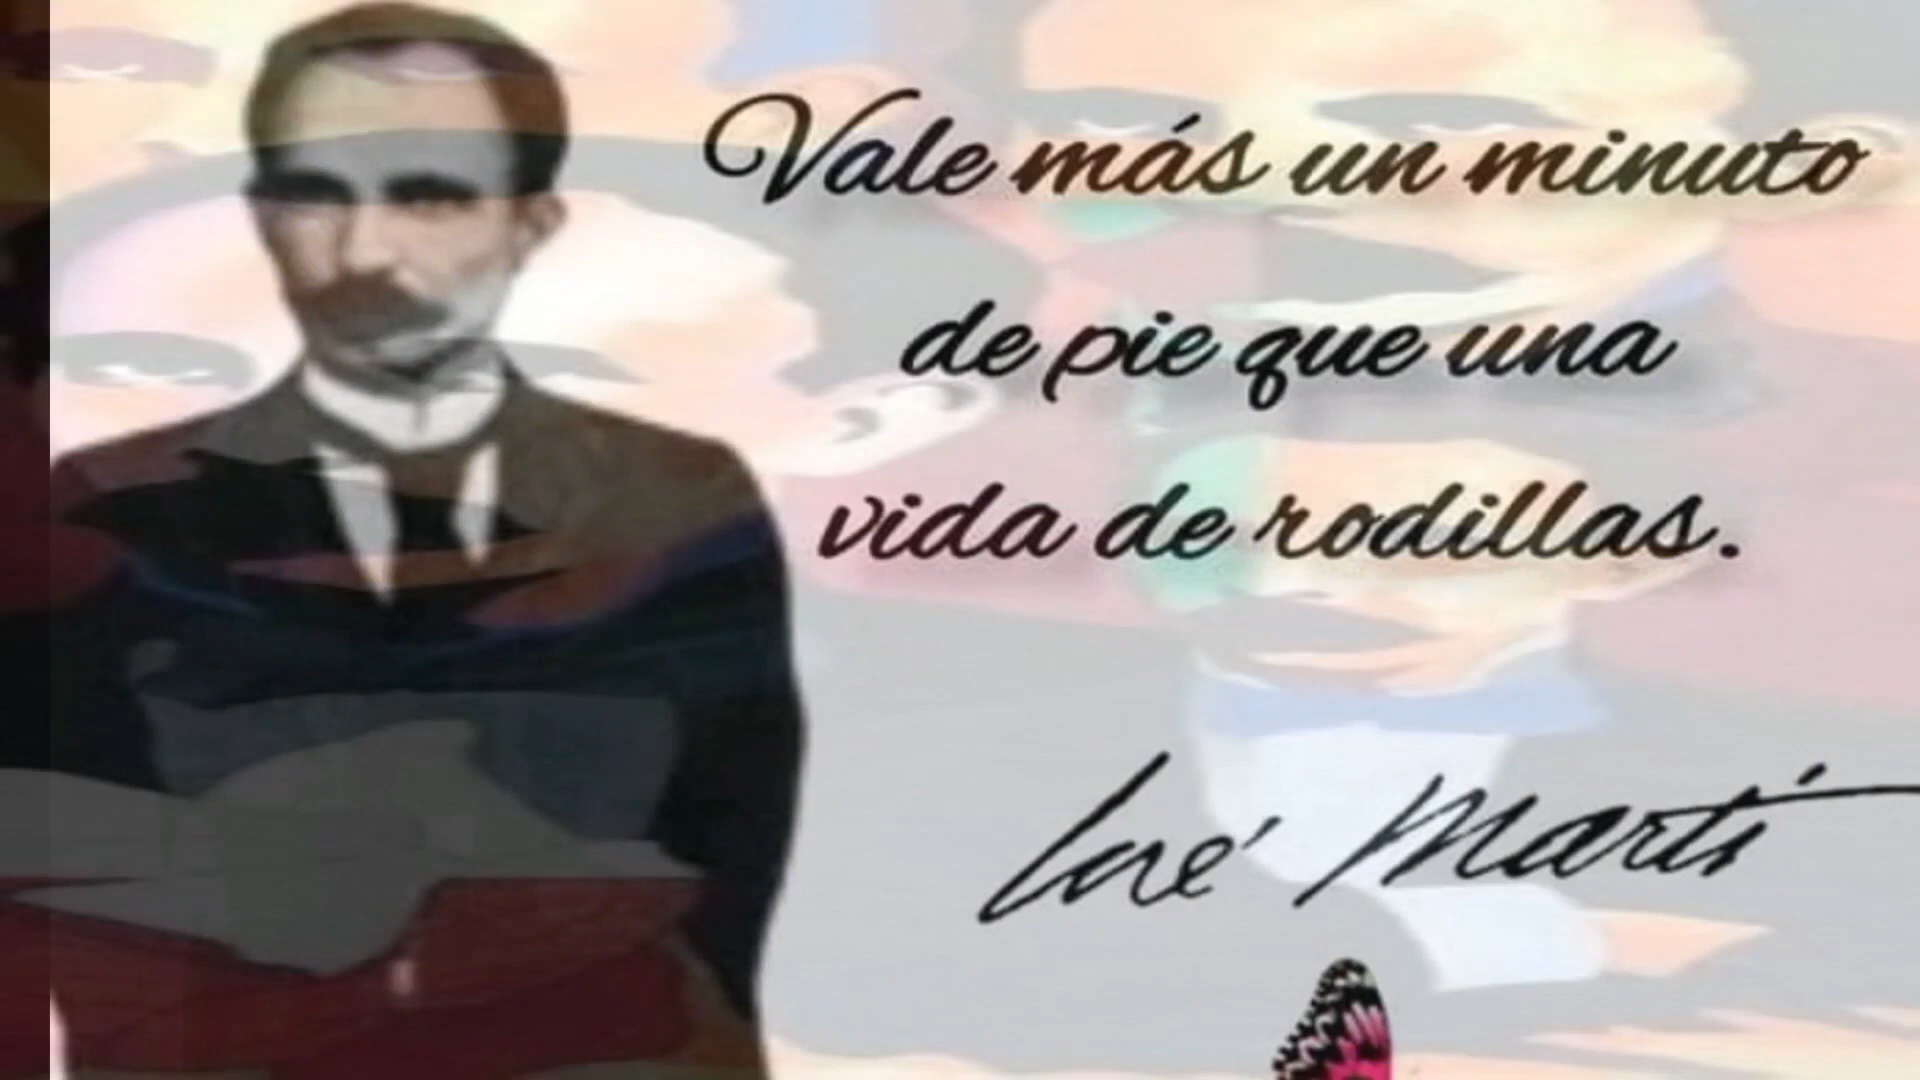 Vale más un minuto
de pie que una
vida de rodillas.
José Martí